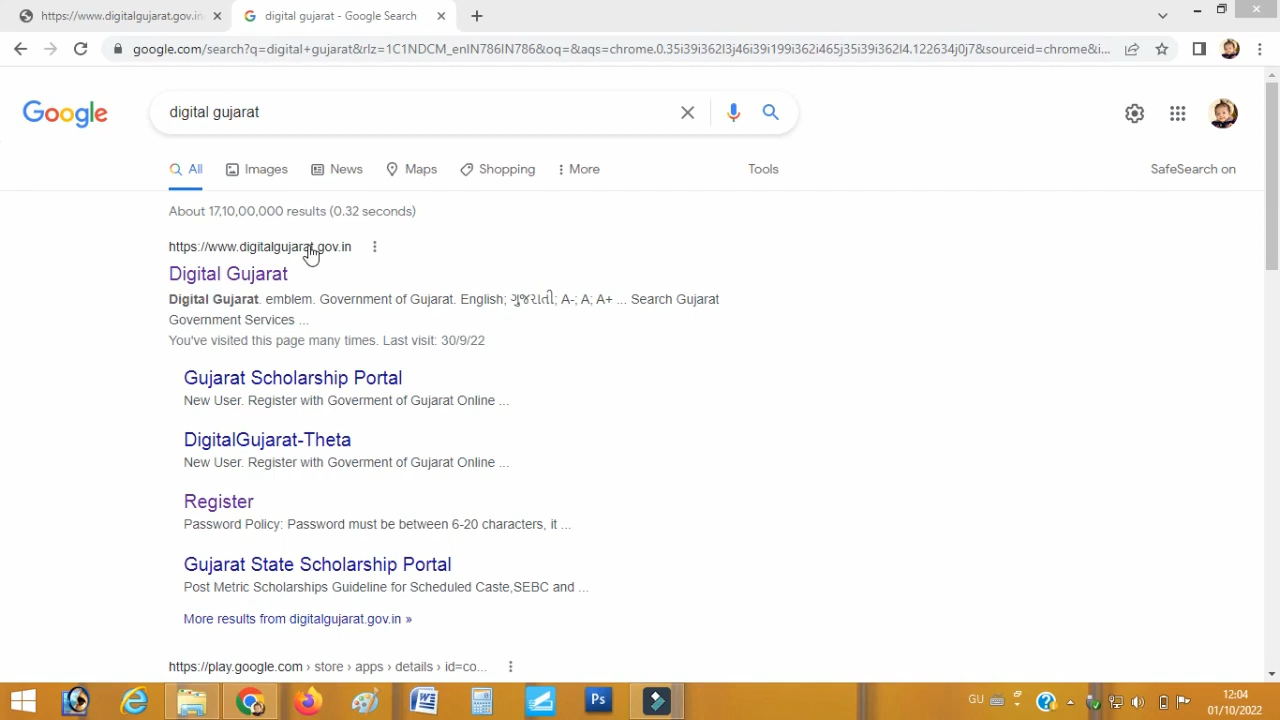 https://www.digitalgujarat.gov.in
digital gujarat - Google Search
google.com/search?q=digital+gujarat&rlz=1C1NDCM_enIN786IN786&oq=&aqs=chrome.0.35i39i362l3j46i39i199i362i465j35i39i362l4.122634j0j7&sourceid=chrome&i...
Google
digital gujarat
All Images News Maps Shopping More Tools SafeSearch on
About 17,10,00,000 results (0.32 seconds)
https://www.digitalgujarat.gov.in
Digital Gujarat
Digital Gujarat. emblem. Government of Gujarat. English; ગુજરાતી; A-; A; A+ ... Search Gujarat
Government Services ...
You've visited this page many times. Last visit: 30/9/22
Gujarat Scholarship Portal
New User. Register with Goverment of Gujarat Online ...
DigitalGujarat-Theta
New User. Register with Goverment of Gujarat Online ...
Register
Password Policy: Password must be between 6-20 characters, it ...
Gujarat State Scholarship Portal
Post Metric Scholarships Guideline for Scheduled Caste,SEBC and ...
More results from digitalgujarat.gov.in »
https://play.google.com › store › apps › details › id=co...
Ps
GU
12:04
01/10/2022